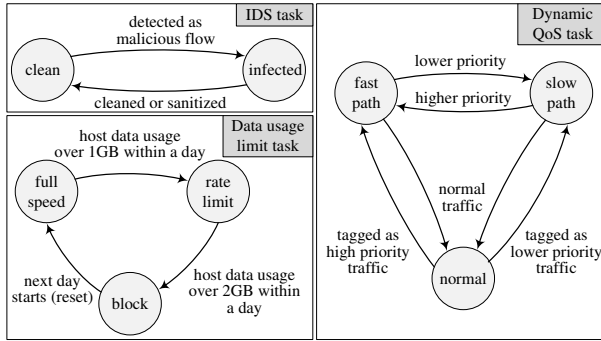 IDS task
detected as
malicious flow
clean
infected
cleaned or sanitized
Data usage
limit task
host data usage
over 1GB within a day
full
speed
rate
limit
next day
starts (reset)
block
host data usage
over 2GB within
a day
Dynamic
QoS task
lower priority
fast
path
slow
path
higher priority
normal
traffic
tagged as
high priority
traffic
tagged as
lower priority
traffic
normal